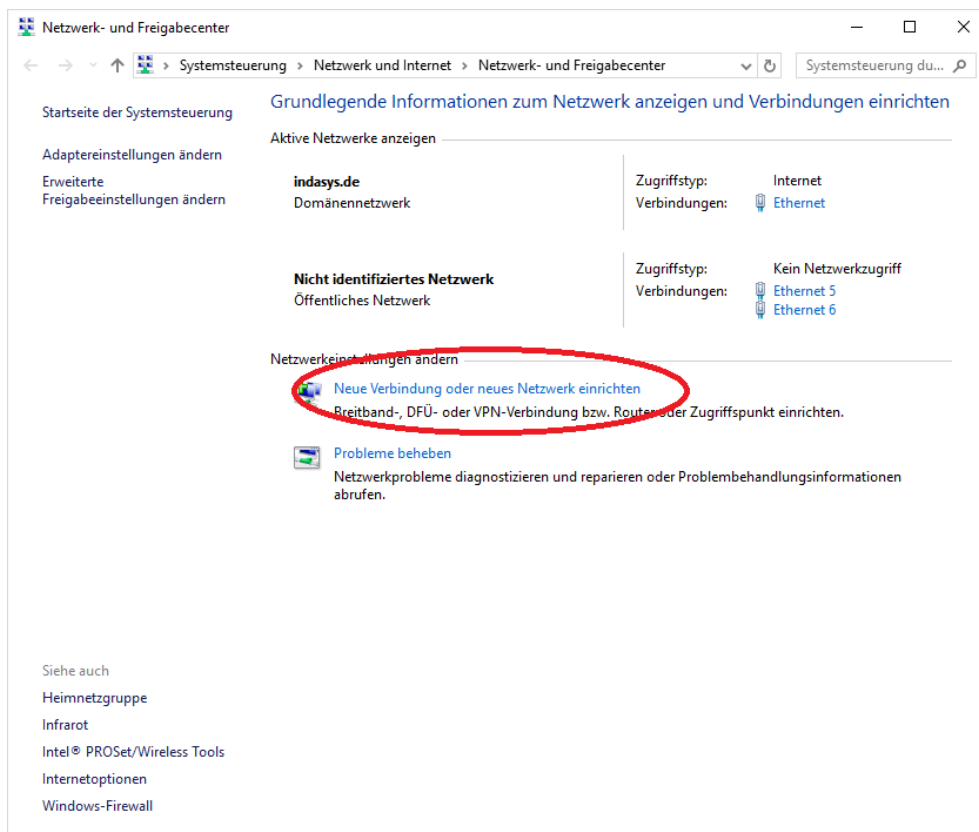 Netzwerk- und Freigabecenter
Systemsteuerung > Netzwerk und Internet > Netzwerk- und Freigabecenter
Systemsteuerung du...
Startseite der Systemsteuerung
Adaptereinstellungen ändern
Erweiterte
Freigabeeinstellungen ändern
Grundlegende Informationen zum Netzwerk anzeigen und Verbindungen einrichten
Aktive Netzwerke anzeigen
indasys.de
Domänennetzwerk
Zugriffstyp: Internet
Verbindungen: Ethernet
Nicht identifiziertes Netzwerk
Öffentliches Netzwerk
Zugriffstyp: Kein Netzwerkzugriff
Verbindungen: Ethernet 5
Ethernet 6
Netzwerkeinstellungen ändern
Neue Verbindung oder neues Netzwerk einrichten
Breitband-, DFÜ- oder VPN-Verbindung bzw. Router oder Zugriffspunkt einrichten.
Probleme beheben
Netzwerkprobleme diagnostizieren und reparieren oder Problembehandlungsinformationen
abrufen.
Siehe auch
Heimnetzgruppe
Infrarot
Intel® PROSet/Wireless Tools
Internetoptionen
Windows-Firewall